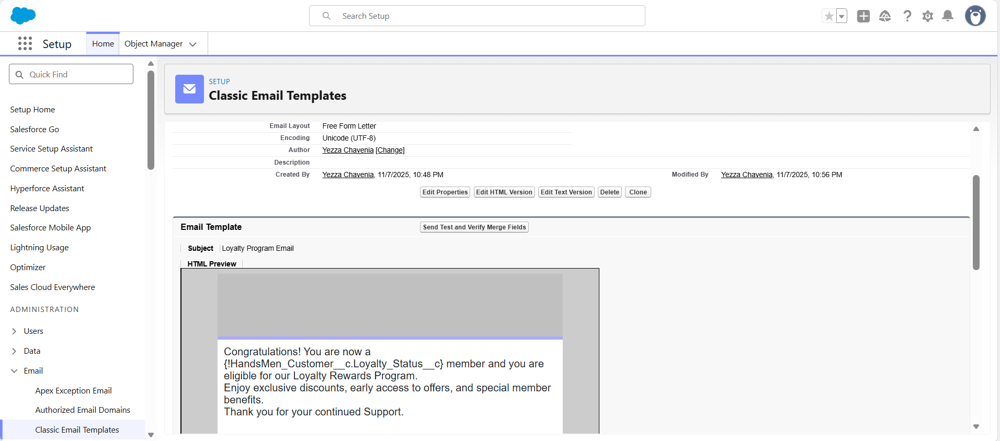 Search Setup
Setup
Home
Object Manager
Quick Find
Setup Home
Salesforce Go
Service Setup Assistant
Commerce Setup Assistant
Hyperforce Assistant
Release Updates
Salesforce Mobile App
Lightning Usage
Optimizer
Sales Cloud Everywhere
ADMINISTRATION
Users
Data
Email
Apex Exception Email
Authorized Email Domains
Classic Email Templates
SETUP
Classic Email Templates
Email Layout Free Form Letter
Encoding Unicode (UTF-8)
Author Yezza Chavenia [Change]
Description
Created By Yezza Chavenia, 11/7/2025, 10:48 PM Modified By Yezza Chavenia, 11/7/2025, 10:56 PM
Edit Properties Edit HTML Version Edit Text Version Delete Clone
Email Template Send Test and Verify Merge Fields
Subject Loyalty Program Email
HTML Preview
Congratulations! You are now a
{!HandsMen_Customer__c.Loyalty_Status__c} member and you are
eligible for our Loyalty Rewards Program.
Enjoy exclusive discounts, early access to offers, and special member
benefits.
Thank you for your continued Support.